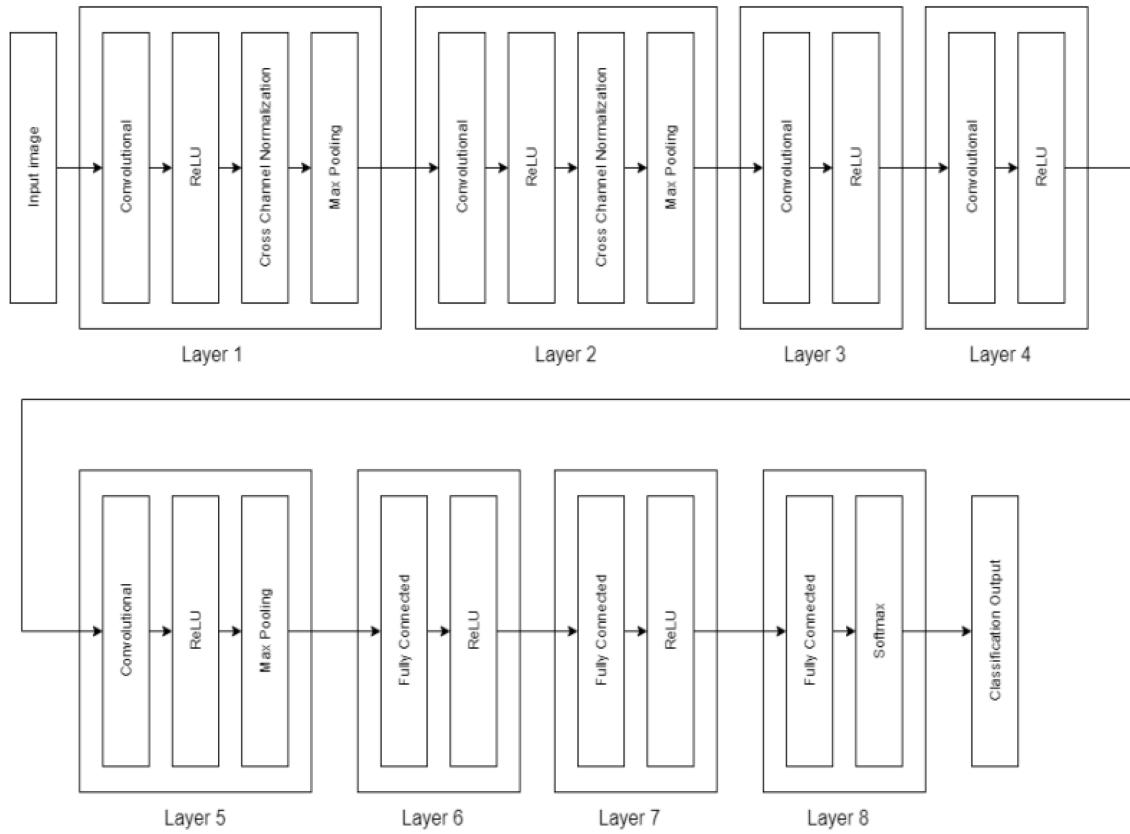 Input image
Convolutional
ReLU
Cross Channel Normalization
Max Pooling
Layer 1
Convolutional
ReLU
Cross Channel Normalization
Max Pooling
Layer 2
Convolutional
ReLU
Layer 3
Convolutional
ReLU
Layer 4
Convolutional
ReLU
Max Pooling
Layer 5
Fully Connected
ReLU
Layer 6
Fully Connected
ReLU
Layer 7
Fully Connected
Softmax
Layer 8
Classification Output